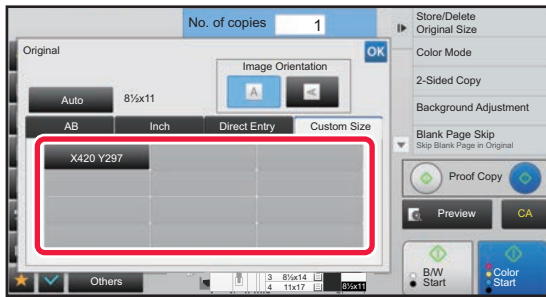 No. of copies 1
Original
OK
Image Orientation
A
A
Auto 8½x11
AB Inch Direct Entry Custom Size
X420 Y297
Others
3 8½x14
4 11x17
8½x11
Store/Delete
Original Size
Color Mode
2-Sided Copy
Background Adjustment
Blank Page Skip
Skip Blank Page in Original
Proof Copy
Preview
CA
B/W
Start
Color
Start